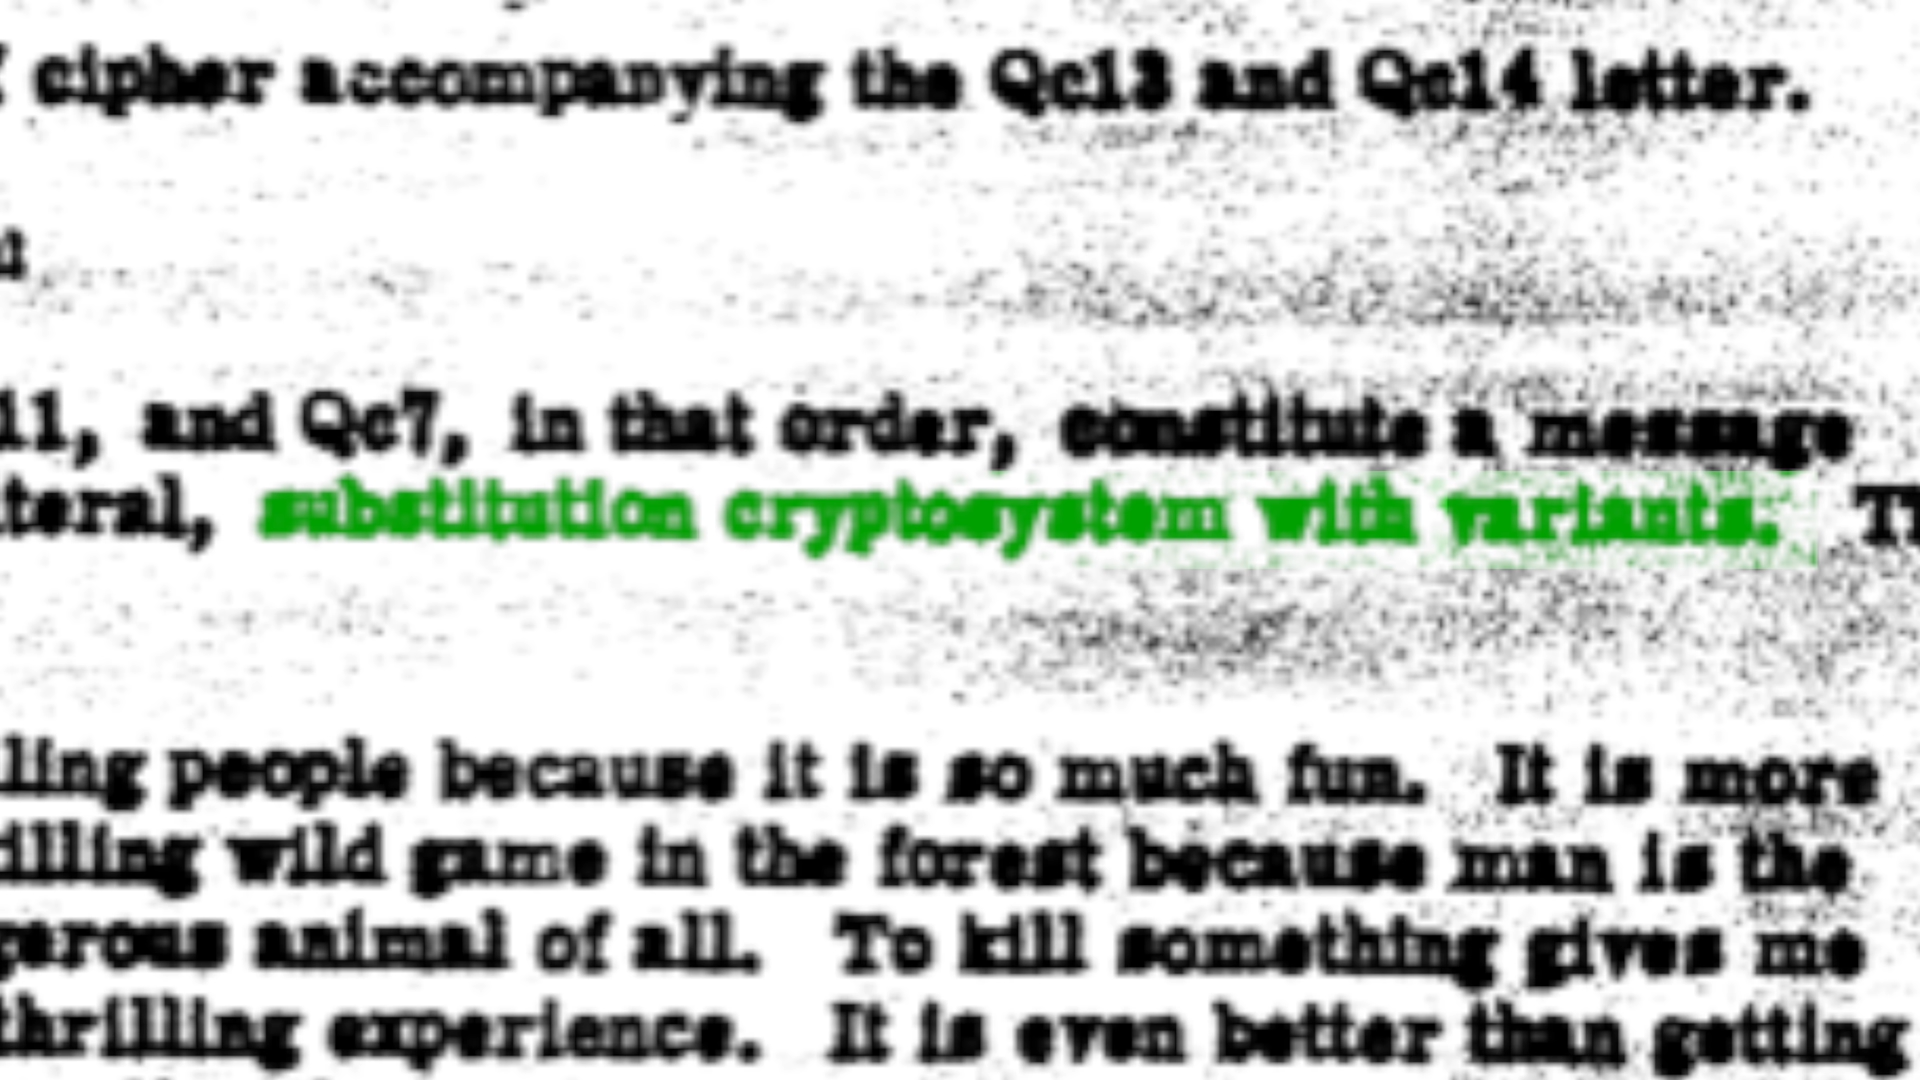 cipher accompanying the Qc13 and Qc14 letter.
11, and Qc7, in that order, constitute a message
teral, substitution cryptosystem with variants. Th
ling people because it is so much fun. It is more
illing wild game in the forest because man is the
gerous animal of all. To kill something gives me
thrilling experience. It is even better than getting